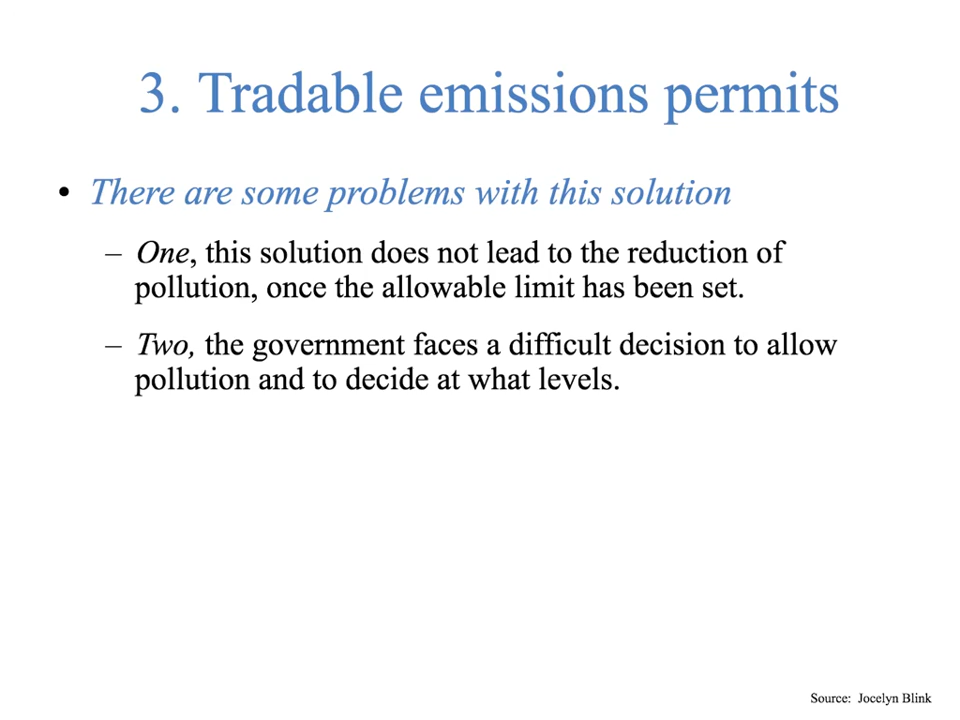 3. Tradable emissions permits
• There are some problems with this solution
– One, this solution does not lead to the reduction of
pollution, once the allowable limit has been set.
– Two, the government faces a difficult decision to allow
pollution and to decide at what levels.
Source: Jocelyn Blink